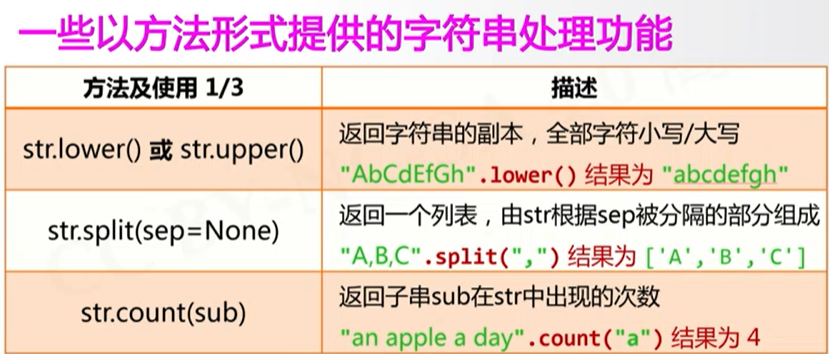 一些以方法形式提供的字符串处理功能
方法及使用 1/3
描述
str.lower() 或 str.upper()
返回字符串的副本，全部字符小写/大写
"AbCdEfGh".lower() 结果为 "abcdefgh"
str.split(sep=None)
返回一个列表，由str根据sep被分隔的部分组成
"A,B,C".split(",") 结果为 ['A','B','C']
str.count(sub)
返回子串sub在str中出现的次数
"an apple a day".count("a") 结果为 4